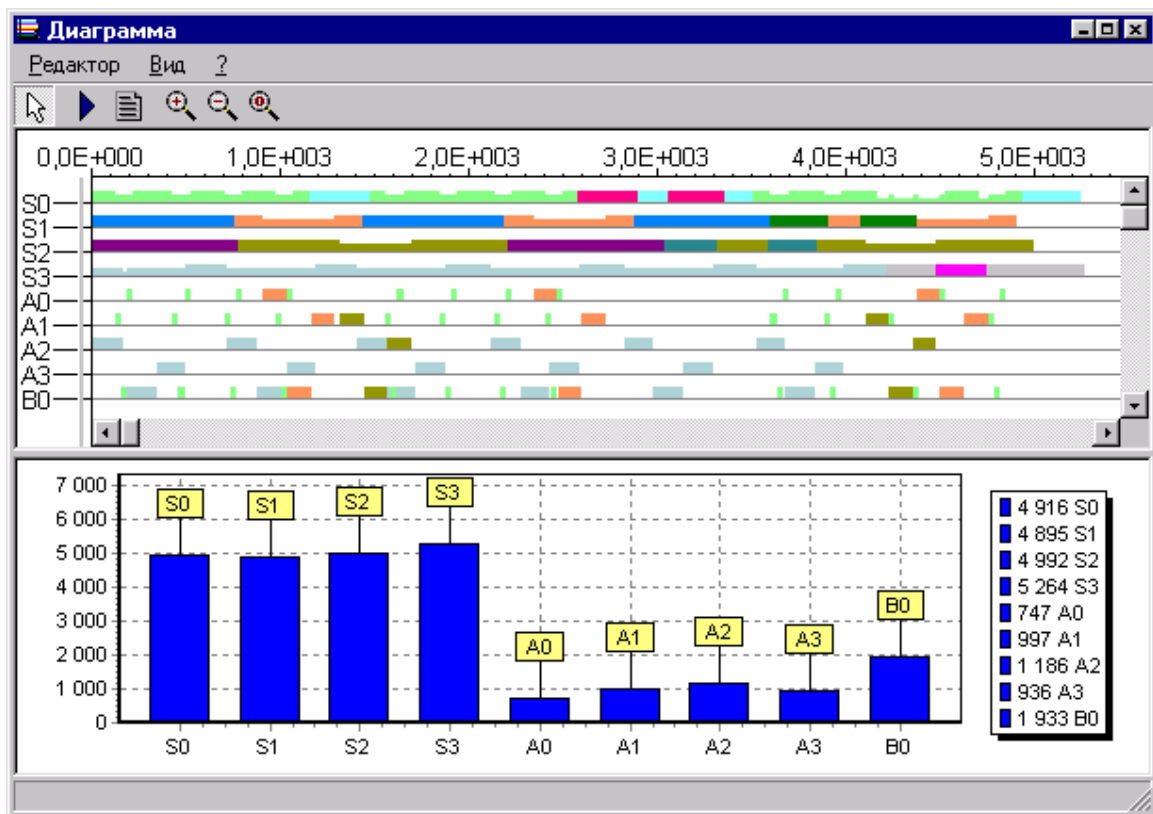 Диаграмма
Редактор Вид ?
0,0E+000 1,0E+003 2,0E+003 3,0E+003 4,0E+003 5,0E+003
S0
S1
S2
S3
A0
A1
A2
A3
B0
7 000
6 000
5 000
4 000
3 000
2 000
1 000
0
S0 S1 S2 S3 A0 A1 A2 A3 B0
S0 S1 S2 S3 A0 A1 A2 A3 B0
4 916 S0
4 895 S1
4 992 S2
5 264 S3
747 A0
997 A1
1 186 A2
936 A3
1 933 B0